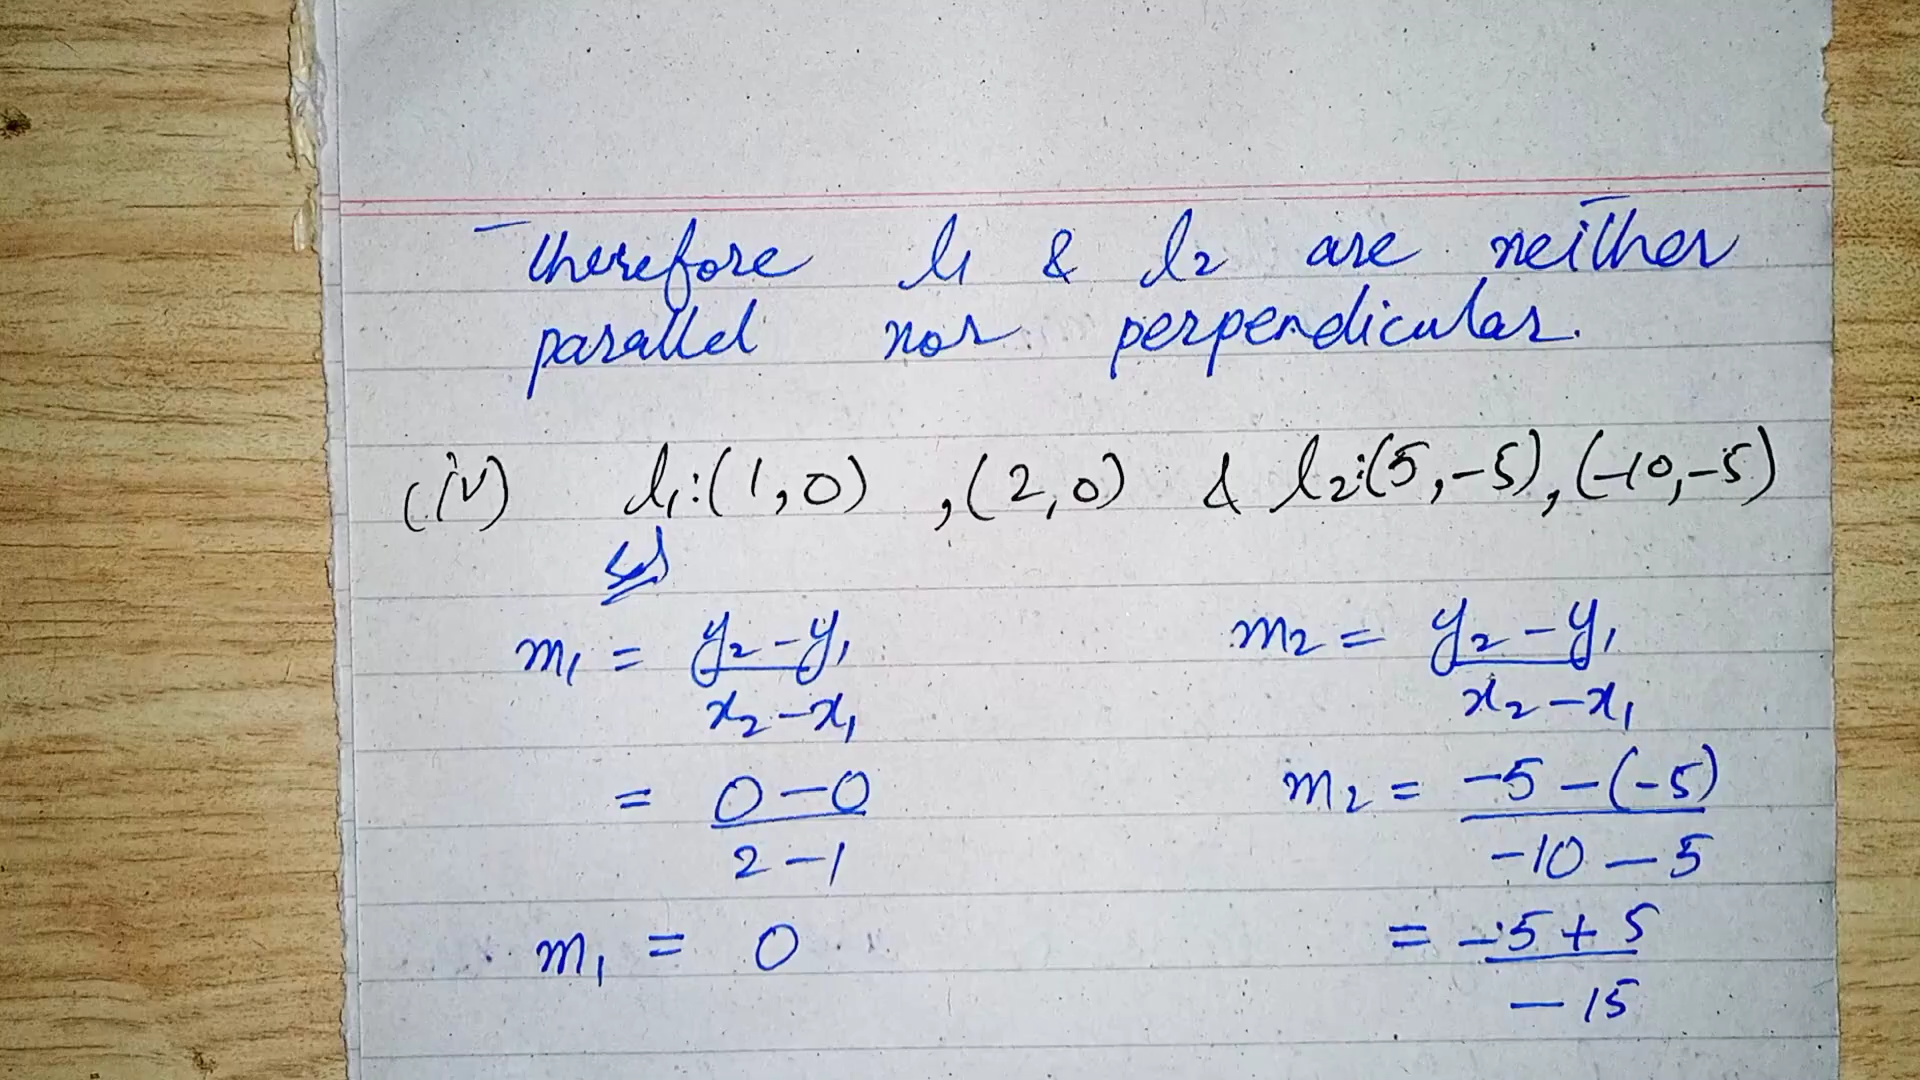 Therefore l1 & l2 are neither
parallel nor perpendicular.
(iv) l1:(1,0) ,(2,0) & l2:(5,-5),(-10,-5)
Sol
m1 = y2-y1 m2 = y2-y1
x2-x1 x2-x1
= 0-0 m2 = -5-(-5)
2-1 -10-5
m1 = 0 = -5+5
-15